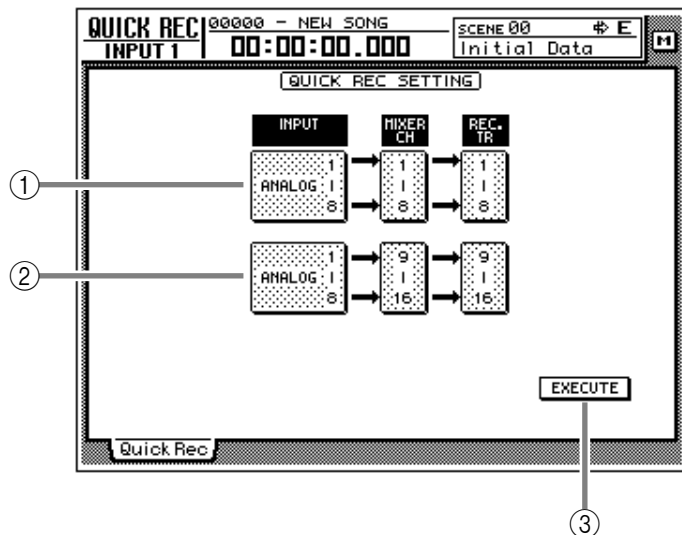 QUICK REC 00000 - NEW SONG SCENE 00 E
INPUT 1 00:00:00.000 Initial Data M
QUICK REC SETTING
INPUT MIXER CH REC. TR
1 1 1
① ANALOG I I I
8 8 8
1 9 9
② ANALOG I I I
8 16 16
EXECUTE
Quick Rec
③